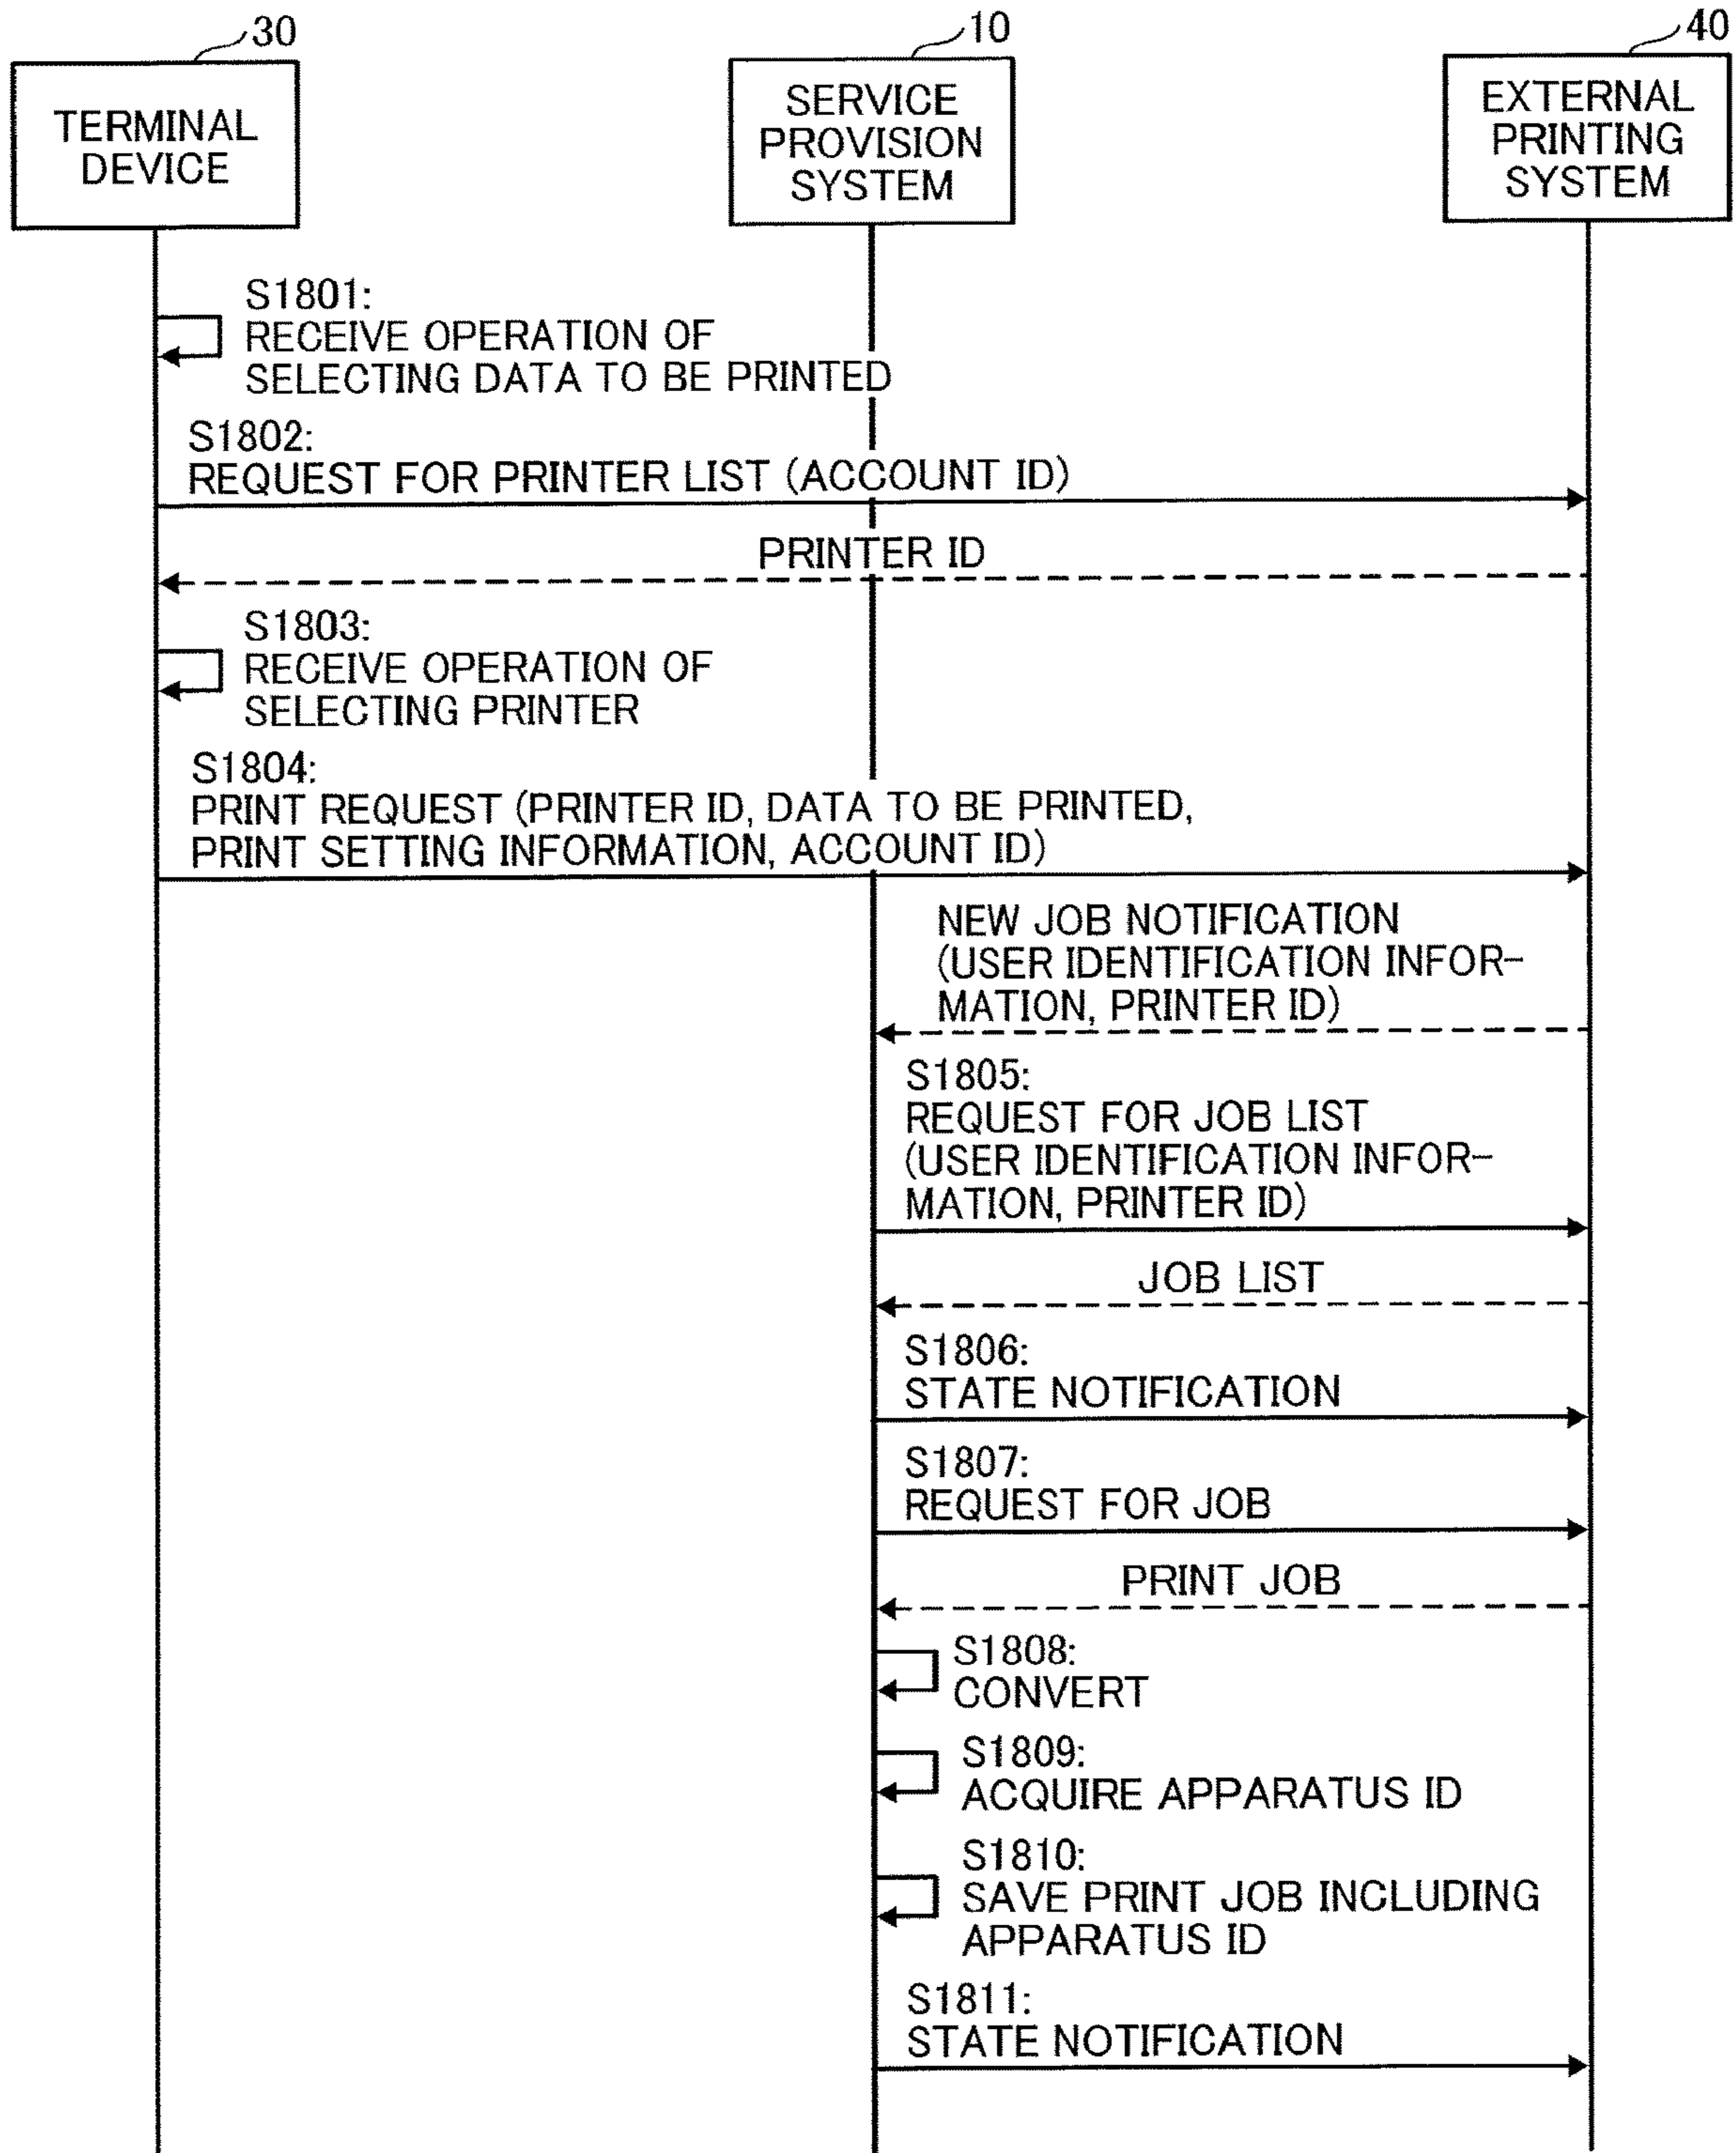 30
10
40
TERMINAL
DEVICE
SERVICE
PROVISION
SYSTEM
EXTERNAL
PRINTING
SYSTEM
S1801:
RECEIVE OPERATION OF
SELECTING DATA TO BE PRINTED
S1802:
REQUEST FOR PRINTER LIST (ACCOUNT ID)
PRINTER ID
S1803:
RECEIVE OPERATION OF
SELECTING PRINTER
S1804:
PRINT REQUEST (PRINTER ID, DATA TO BE PRINTED,
PRINT SETTING INFORMATION, ACCOUNT ID)
NEW JOB NOTIFICATION
(USER IDENTIFICATION INFOR-
MATION, PRINTER ID)
S1805:
REQUEST FOR JOB LIST
(USER IDENTIFICATION INFOR-
MATION, PRINTER ID)
JOB LIST
S1806:
STATE NOTIFICATION
S1807:
REQUEST FOR JOB
PRINT JOB
S1808:
CONVERT
S1809:
ACQUIRE APPARATUS ID
S1810:
SAVE PRINT JOB INCLUDING
APPARATUS ID
S1811:
STATE NOTIFICATION